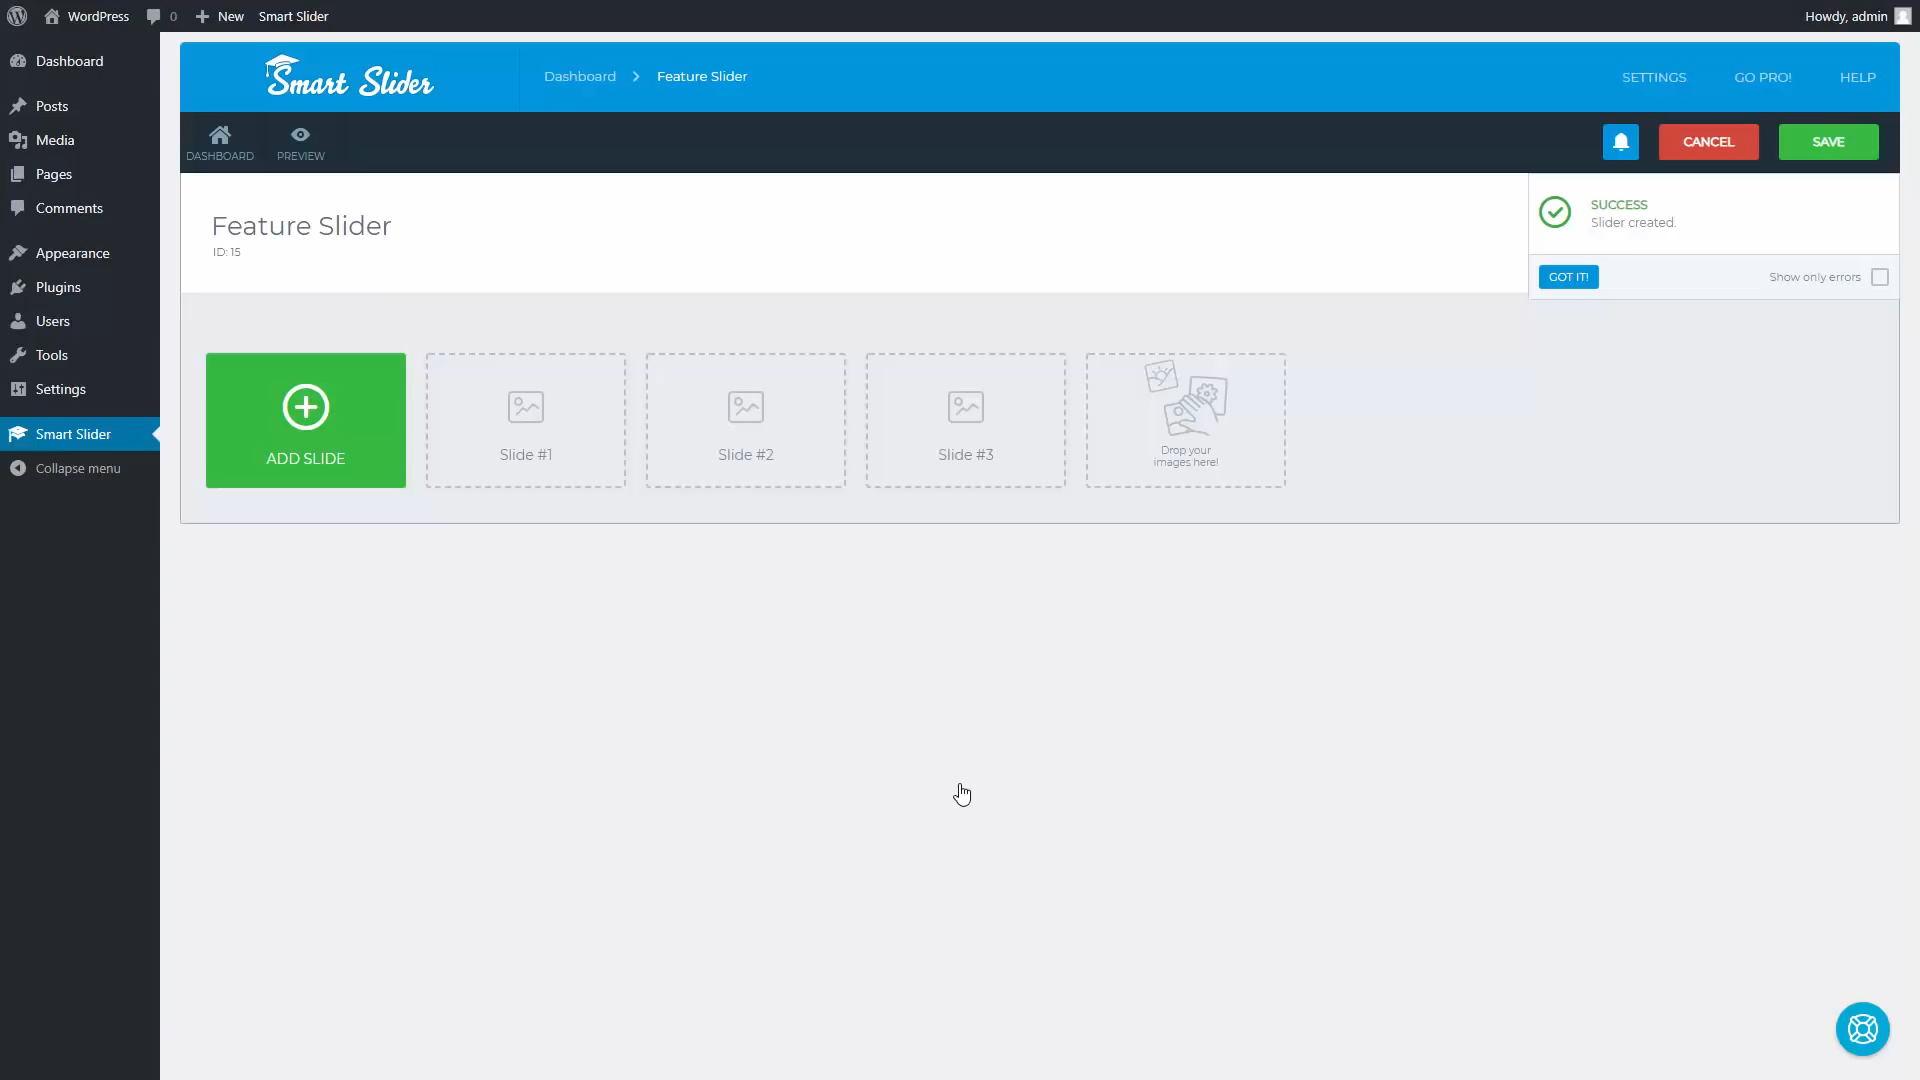 WordPress
0
New
Smart Slider
Howdy, admin
Dashboard
Posts
Media
Pages
Comments
Appearance
Plugins
Users
Tools
Settings
Smart Slider
Collapse menu
Smart Slider
Dashboard
Feature Slider
SETTINGS
GO PRO!
HELP
DASHBOARD
PREVIEW
CANCEL
SAVE
Feature Slider
ID: 15
SUCCESS
Slider created.
GOT IT!
Show only errors
ADD SLIDE
Slide #1
Slide #2
Slide #3
Drop your
images here!